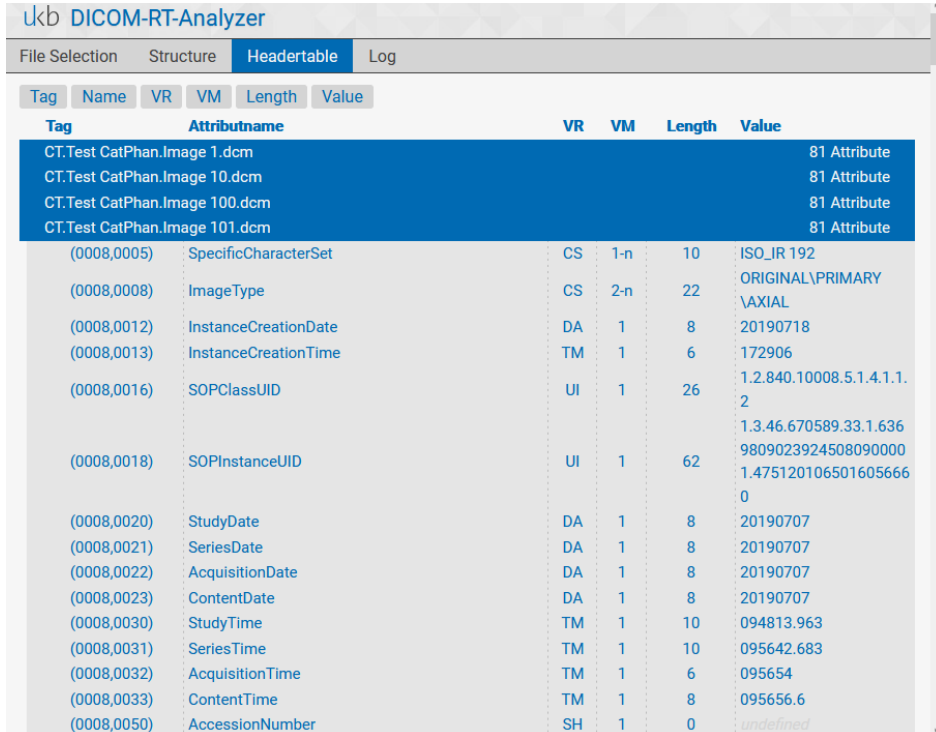 ukb DICOM-RT-Analyzer
File Selection Structure Headertable Log
Tag Name VR VM Length Value
Tag Attributname VR VM Length Value
CT.Test CatPhan.Image 1.dcm 81 Attribute
CT.Test CatPhan.Image 10.dcm 81 Attribute
CT.Test CatPhan.Image 100.dcm 81 Attribute
CT.Test CatPhan.Image 101.dcm 81 Attribute
(0008,0005) SpecificCharacterSet CS 1-n 10 ISO_IR 192
(0008,0008) ImageType CS 2-n 22 ORIGINAL\PRIMARY
\AXIAL
(0008,0012) InstanceCreationDate DA 1 8 20190718
(0008,0013) InstanceCreationTime TM 1 6 172906
(0008,0016) SOPClassUID UI 1 26 1.2.840.10008.5.1.4.1.1.
2
(0008,0018) SOPInstanceUID UI 1 62 1.3.46.670589.33.1.636
98090239245080900​00
1.475120106501605666
0
(0008,0020) StudyDate DA 1 8 20190707
(0008,0021) SeriesDate DA 1 8 20190707
(0008,0022) AcquisitionDate DA 1 8 20190707
(0008,0023) ContentDate DA 1 8 20190707
(0008,0030) StudyTime TM 1 10 094813.963
(0008,0031) SeriesTime TM 1 10 095642.683
(0008,0032) AcquisitionTime TM 1 6 095654
(0008,0033) ContentTime TM 1 8 095656.6
(0008,0050) AccessionNumber SH 1 0 undefined